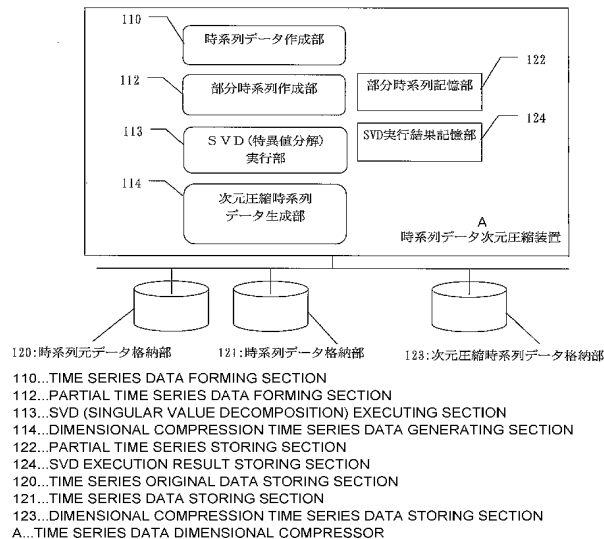 110
時系列データ作成部
122
112
部分時系列作成部
部分時系列記憶部
124
113
SVD(特異値分解)
実行部
SVD実行結果記憶部
114
次元圧縮時系列
データ生成部
A
時系列データ次元圧縮装置
120:時系列元データ格納部
121:時系列データ格納部
123:次元圧縮時系列データ格納部
110...TIME SERIES DATA FORMING SECTION
112...PARTIAL TIME SERIES DATA FORMING SECTION
113...SVD (SINGULAR VALUE DECOMPOSITION) EXECUTING SECTION
114...DIMENSIONAL COMPRESSION TIME SERIES DATA GENERATING SECTION
122...PARTIAL TIME SERIES STORING SECTION
124...SVD EXECUTION RESULT STORING SECTION
120...TIME SERIES ORIGINAL DATA STORING SECTION
121...TIME SERIES DATA STORING SECTION
123...DIMENSIONAL COMPRESSION TIME SERIES DATA STORING SECTION
A...TIME SERIES DATA DIMENSIONAL COMPRESSOR